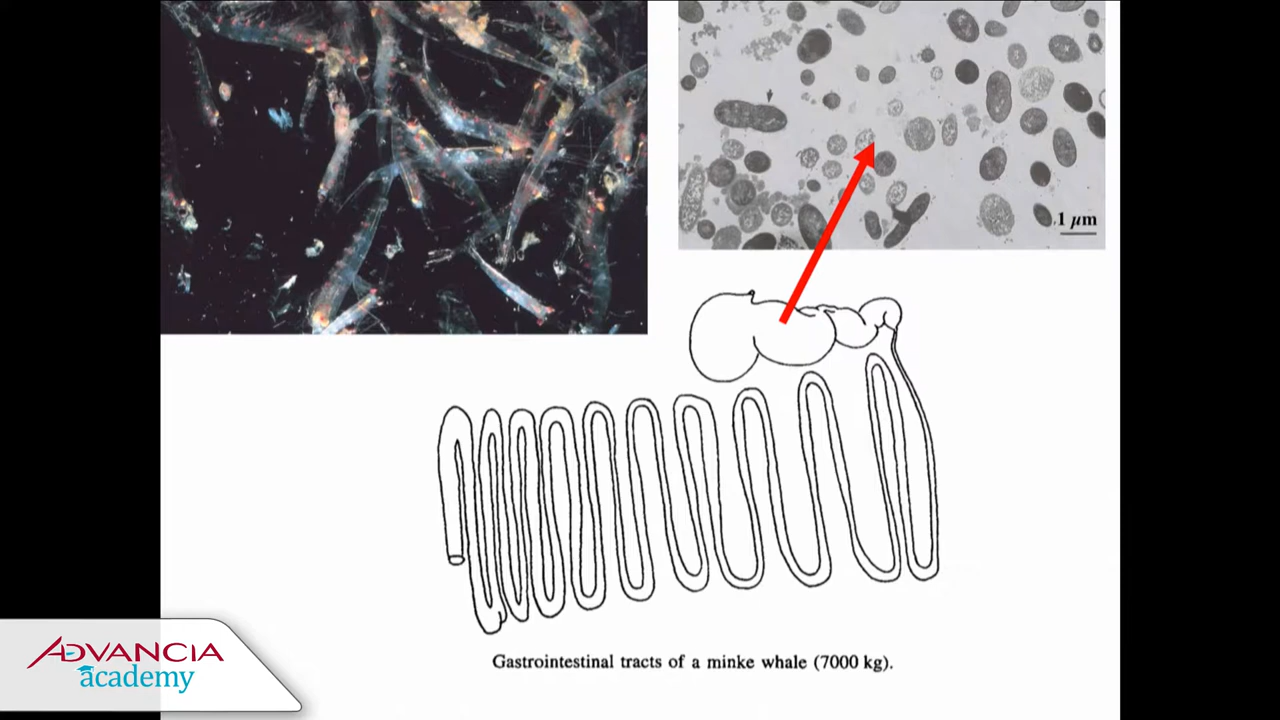 1 µm
Gastrointestinal tracts of a minke whale (7000 kg).
ADVANCIA
academy